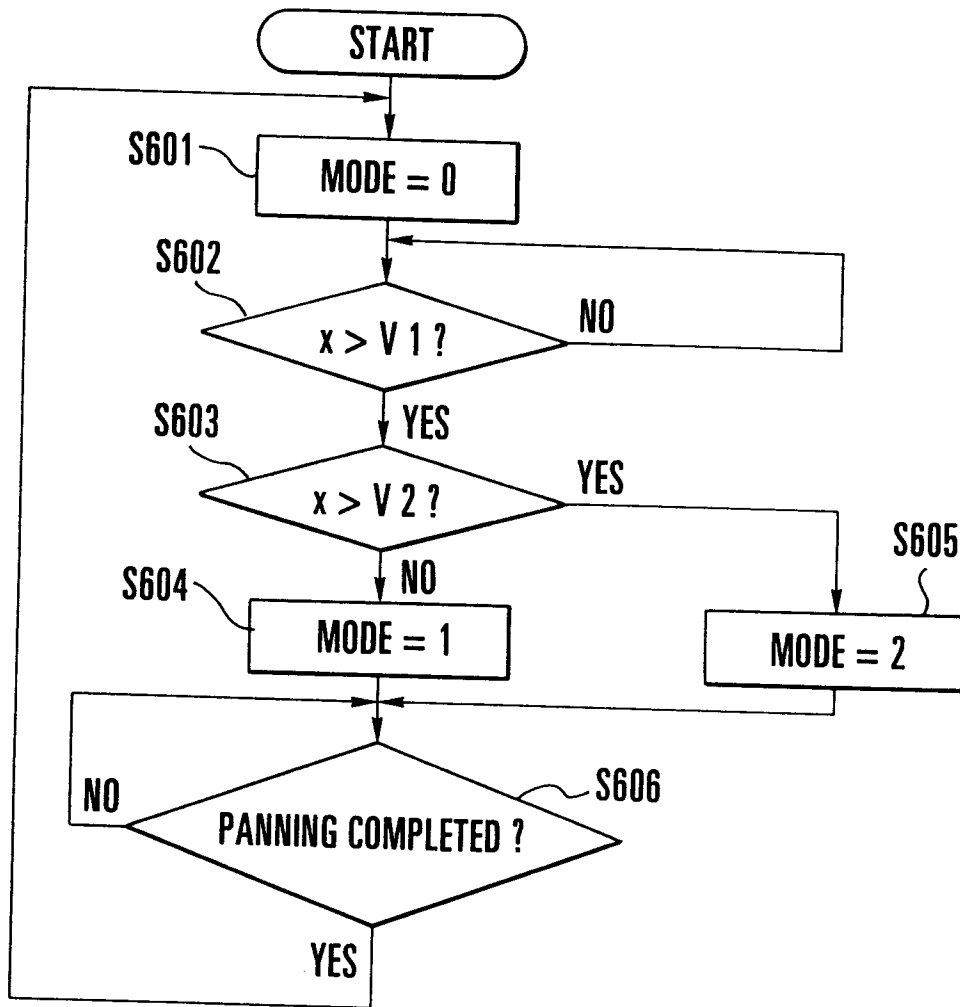 START
S601
MODE = 0
S602
x > V 1 ?
NO
YES
S603
x > V 2 ?
YES
NO
S604
MODE = 1
S605
MODE = 2
S606
NO
PANNING COMPLETED ?
YES